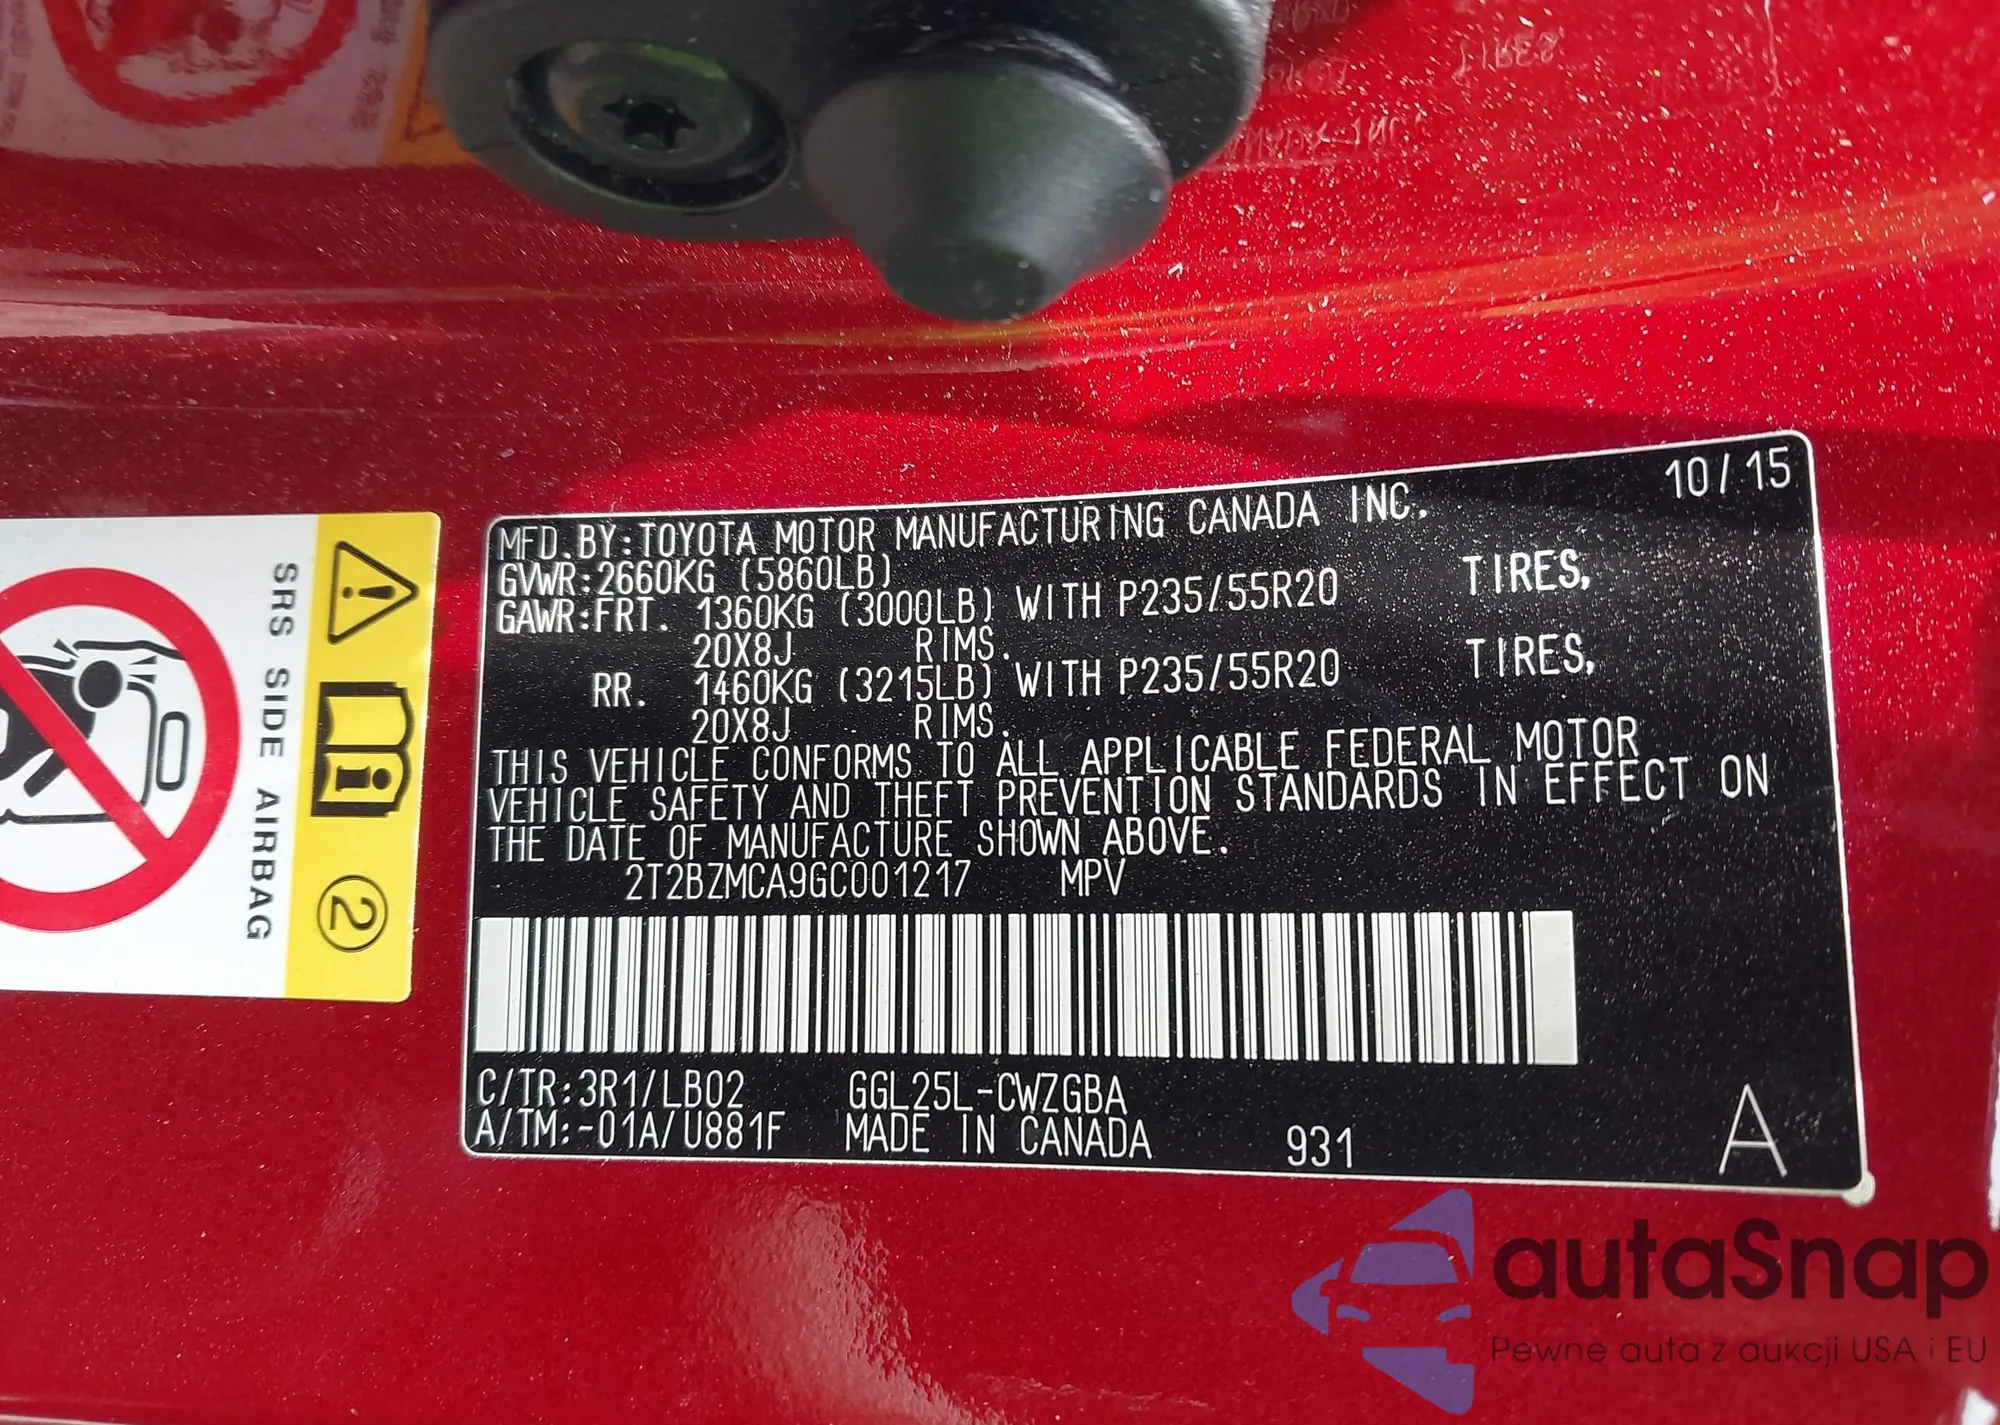 MFD.BY:TOYOTA MOTOR MANUFACTURING CANADA INC. 10/15
GVWR:2660KG (5860LB)
GAWR:FRT. 1360KG (3000LB) WITH P235/55R20 TIRES,
20X8J RIMS.
RR. 1460KG (3215LB) WITH P235/55R20 TIRES,
20X8J RIMS.
THIS VEHICLE CONFORMS TO ALL APPLICABLE FEDERAL MOTOR
VEHICLE SAFETY AND THEFT PREVENTION STANDARDS IN EFFECT ON
THE DATE OF MANUFACTURE SHOWN ABOVE.
2T2BZMCA9GC001217 MPV
C/TR:3R1/LB02 GGL25L-CWZGBA
A/TM:-01A/U881F MADE IN CANADA 931 A
SRS SIDE AIRBAG
2
autaSnap
Pewne auta z aukcji USA i EU